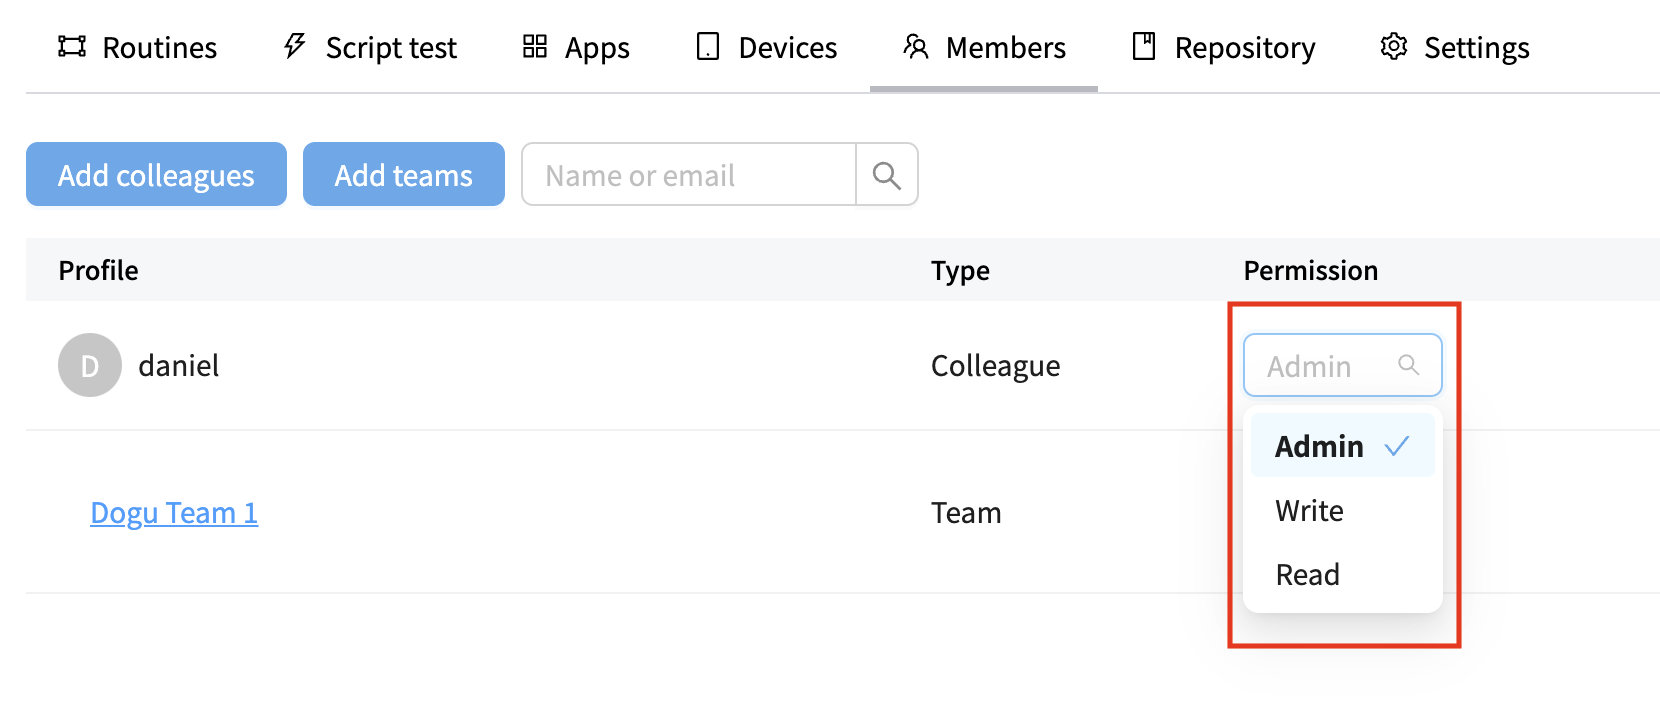 Routines Script test Apps Devices Members Repository Settings
Add colleagues Add teams Name or email
Profile Type Permission
D daniel Colleague Admin
Admin
Write
Dogu Team 1 Team
Read